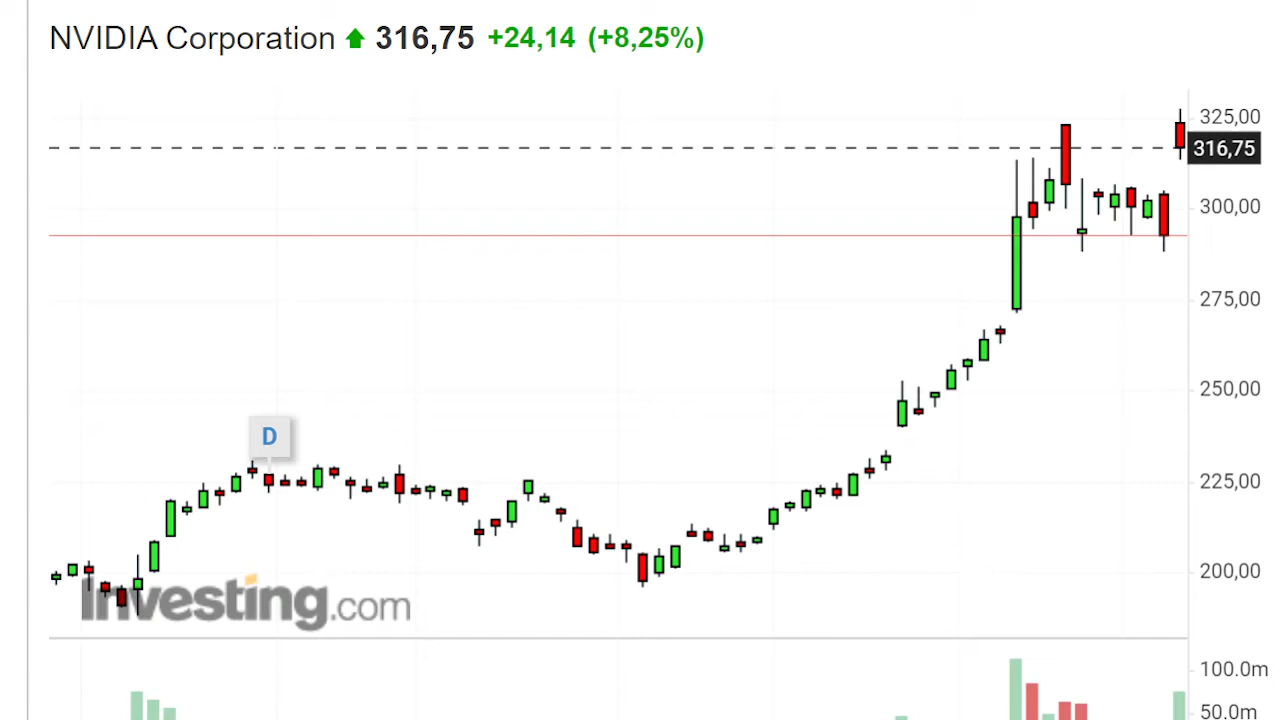 NVIDIA Corporation 316,75 +24,14 (+8,25%)
325,00
316,75
300,00
275,00
250,00
D
225,00
200,00
Investing.com
100.0m
50.0m